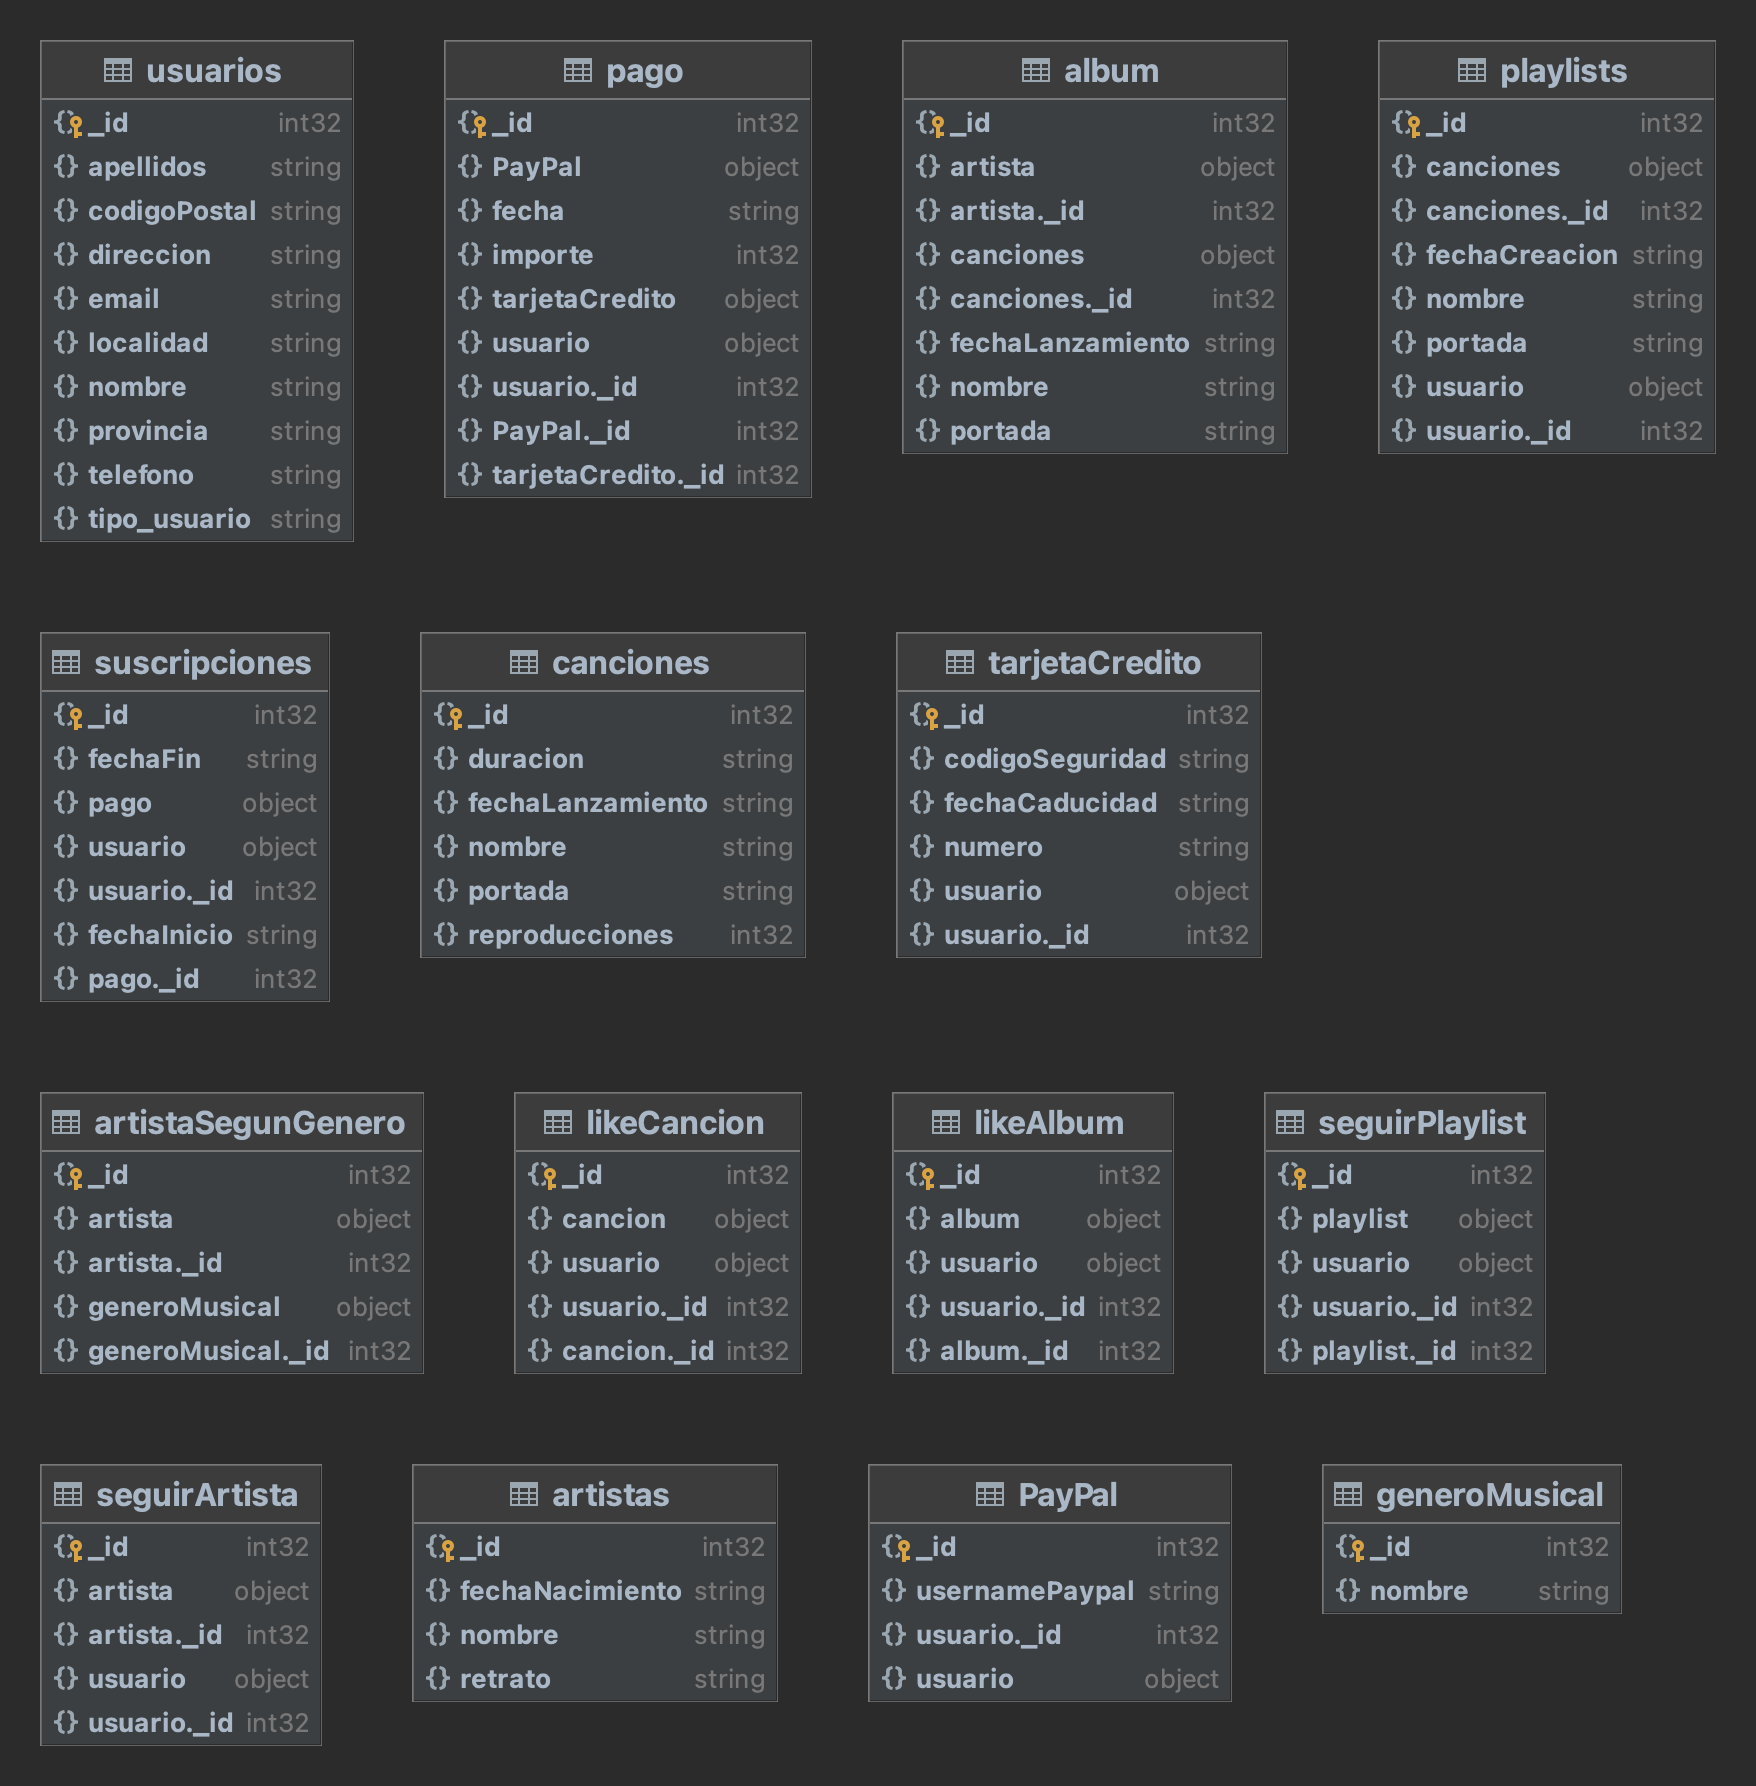 usuarios
_id int32
apellidos string
codigoPostal string
direccion string
email string
localidad string
nombre string
provincia string
telefono string
tipo_usuario string
pago
_id int32
PayPal object
fecha string
importe int32
tarjetaCredito object
usuario object
usuario._id int32
PayPal._id int32
tarjetaCredito._id int32
album
_id int32
artista object
artista._id int32
canciones object
canciones._id int32
fechaLanzamiento string
nombre string
portada string
playlists
_id int32
canciones object
canciones._id int32
fechaCreacion string
nombre string
portada string
usuario object
usuario._id int32
suscripciones
_id int32
fechaFin string
pago object
usuario object
usuario._id int32
fechaInicio string
pago._id int32
canciones
_id int32
duracion string
fechaLanzamiento string
nombre string
portada string
reproducciones int32
tarjetaCredito
_id int32
codigoSeguridad string
fechaCaducidad string
numero string
usuario object
usuario._id int32
artistaSegunGenero
_id int32
artista object
artista._id int32
generoMusical object
generoMusical._id int32
likeCancion
_id int32
cancion object
usuario object
usuario._id int32
cancion._id int32
likeAlbum
_id int32
album object
usuario object
usuario._id int32
album._id int32
seguirPlaylist
_id int32
playlist object
usuario object
usuario._id int32
playlist._id int32
seguirArtista
_id int32
artista object
artista._id int32
usuario object
usuario._id int32
artistas
_id int32
fechaNacimiento string
nombre string
retrato string
PayPal
_id int32
usernamePaypal string
usuario._id int32
usuario object
generoMusical
_id int32
nombre string